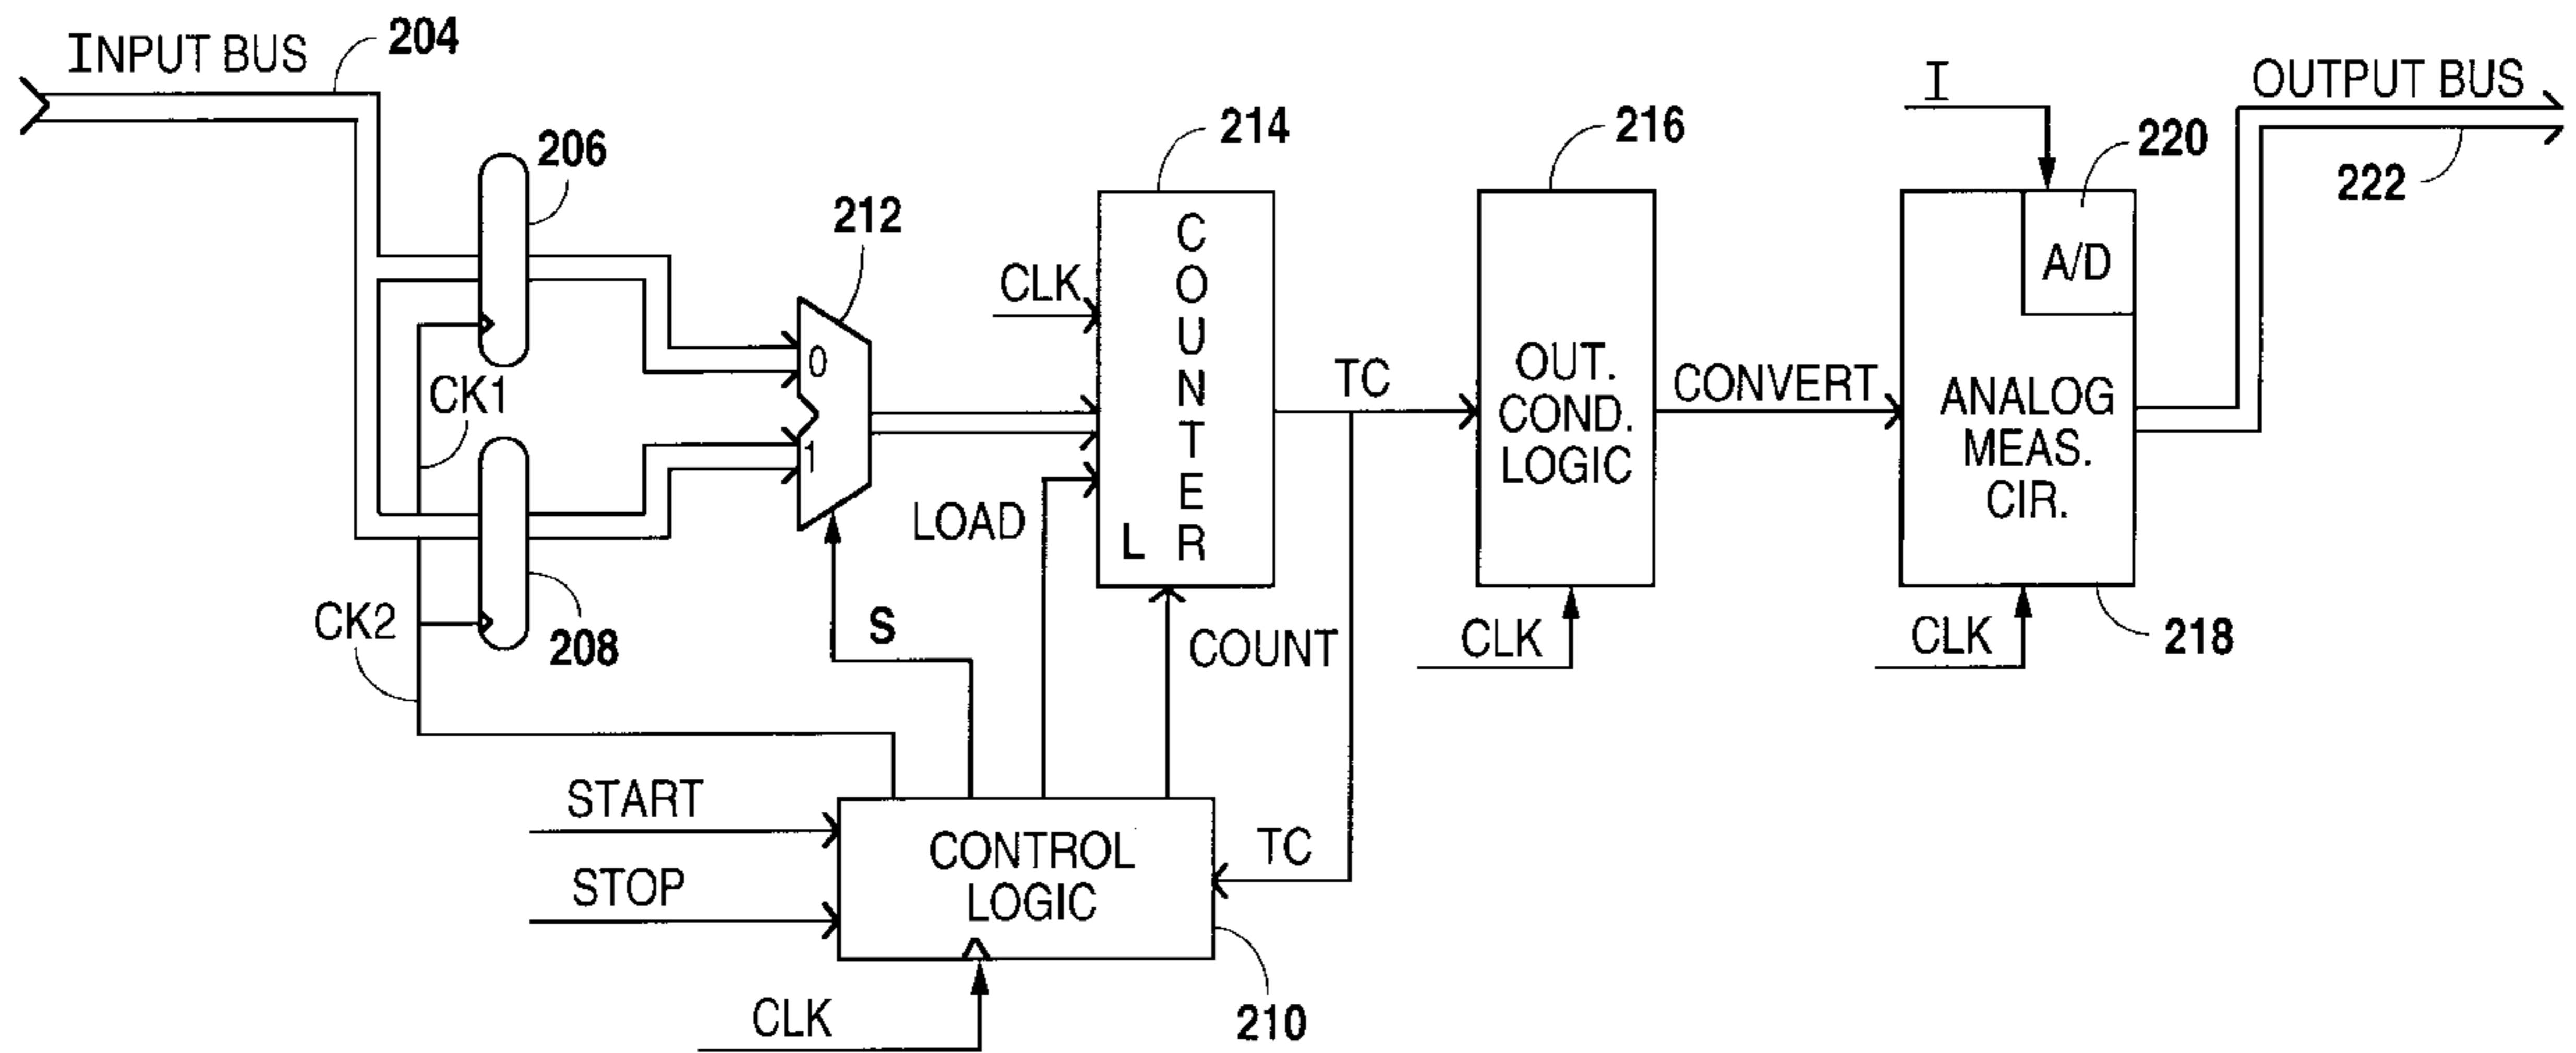 INPUT BUS
204
206
212
0
1
CK1
CK2
208
S
LOAD
CLK
214
COUNTER
L
COUNT
TC
216
OUT.
COND.
LOGIC
CLK
CONVERT
I
220
A/D
ANALOG
MEAS.
CIR.
CLK
218
OUTPUT BUS
222
START
STOP
CONTROL
LOGIC
TC
CLK
210